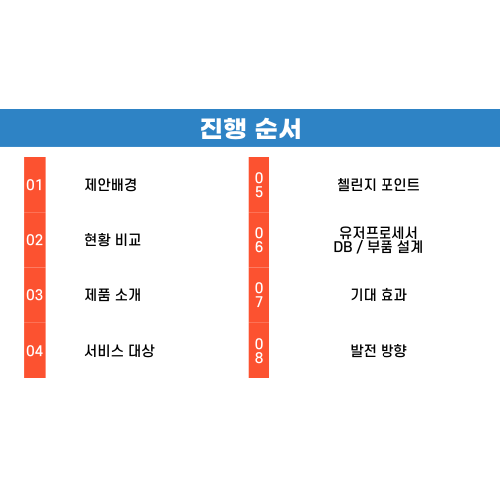 진행 순서
01 제안배경
02 현황 비교
03 제품 소개
04 서비스 대상
05 첼린지 포인트
06 유저프로세서
DB / 부품 설계
07 기대 효과
08 발전 방향